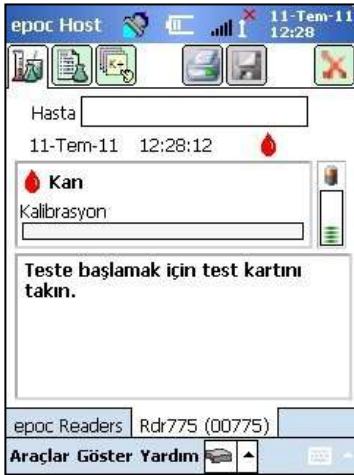 epoc Host
11-Tem-11
12:28
Hasta
11-Tem-11 12:28:12
Kan
Kalibrasyon
Teste başlamak için test kartını
takın.
epoc Readers Rdr775 (00775)
Araçlar Göster Yardım